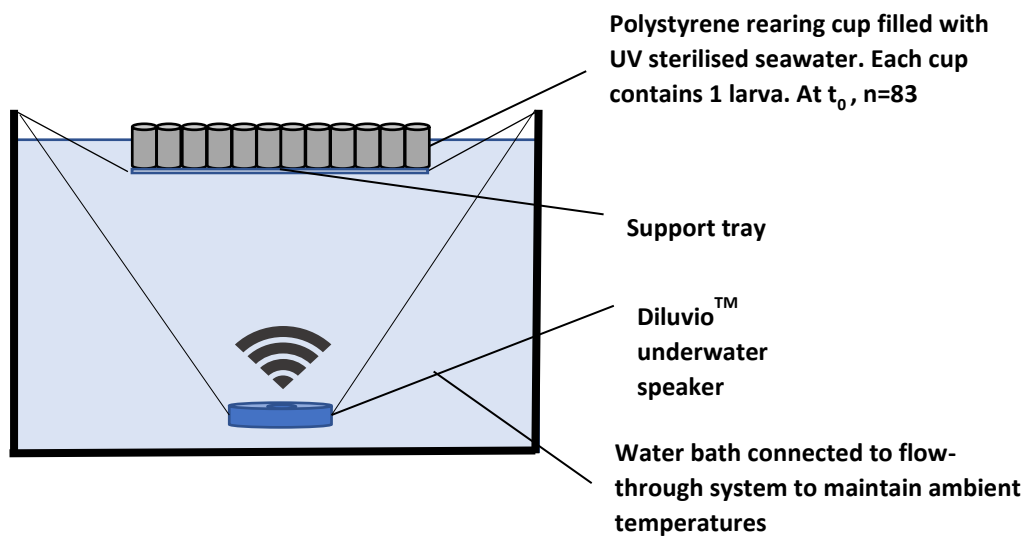 Polystyrene rearing cup filled with
UV sterilised seawater. Each cup
contains 1 larva. At t0 , n=83
Support tray
Diluvio™
underwater
speaker
Water bath connected to flow-
through system to maintain ambient
temperatures